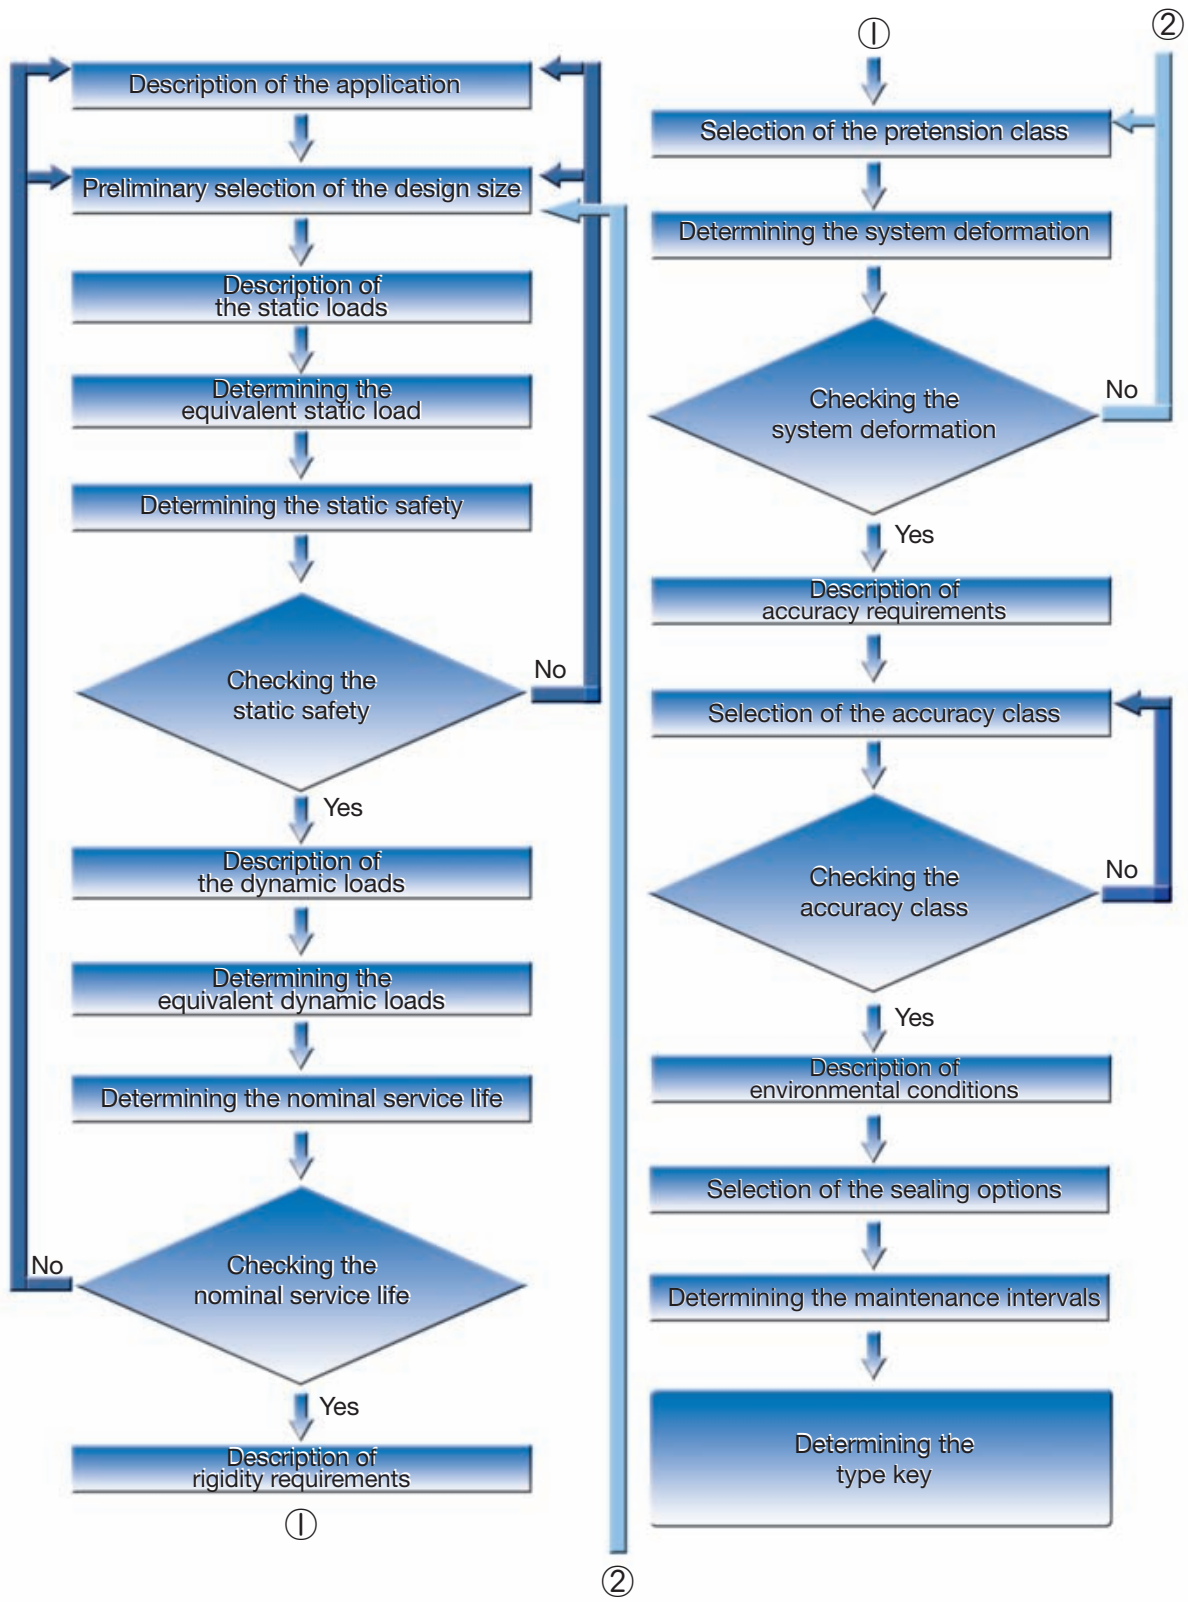 Description of the application
Preliminary selection of the design size
Description of
the static loads
Determining the
equivalent static load
Determining the static safety
Checking the
static safety
No
Yes
Description of
the dynamic loads
Determining the
equivalent dynamic loads
Determining the nominal service life
Checking the
nominal service life
No
Yes
Description of
rigidity requirements
①
②
①
②
Selection of the pretension class
Determining the system deformation
Checking the
system deformation
No
Yes
Description of
accuracy requirements
Selection of the accuracy class
Checking the
accuracy class
No
Yes
Description of
environmental conditions
Selection of the sealing options
Determining the maintenance intervals
Determining the
type key